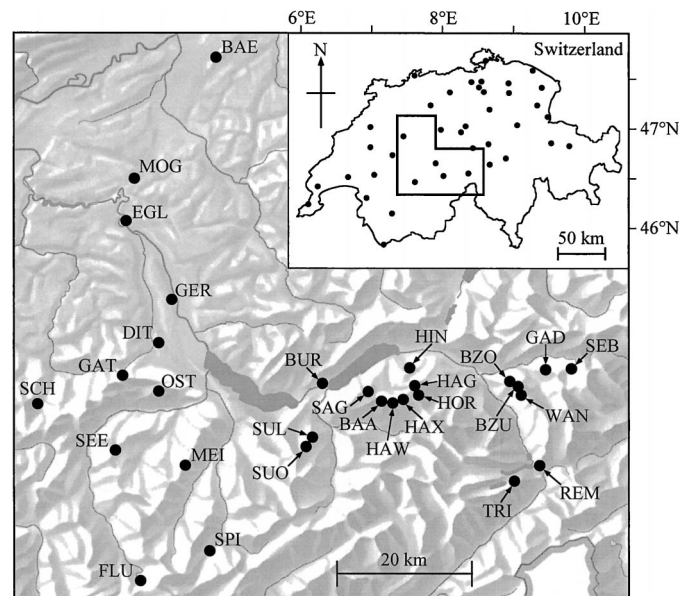 6°E
8°E
10°E
BAE
N
Switzerland
47°N
46°N
50 km
MOG
EGL
GER
DIT
GAT
OST
SCH
SEE
MEI
SPI
FLU
BUR
SUL
SUO
HIN
SAG
HAG
HOR
BAA
HAX
HAW
BZO
GAD
SEB
BZU
WAN
TRI
REM
20 km